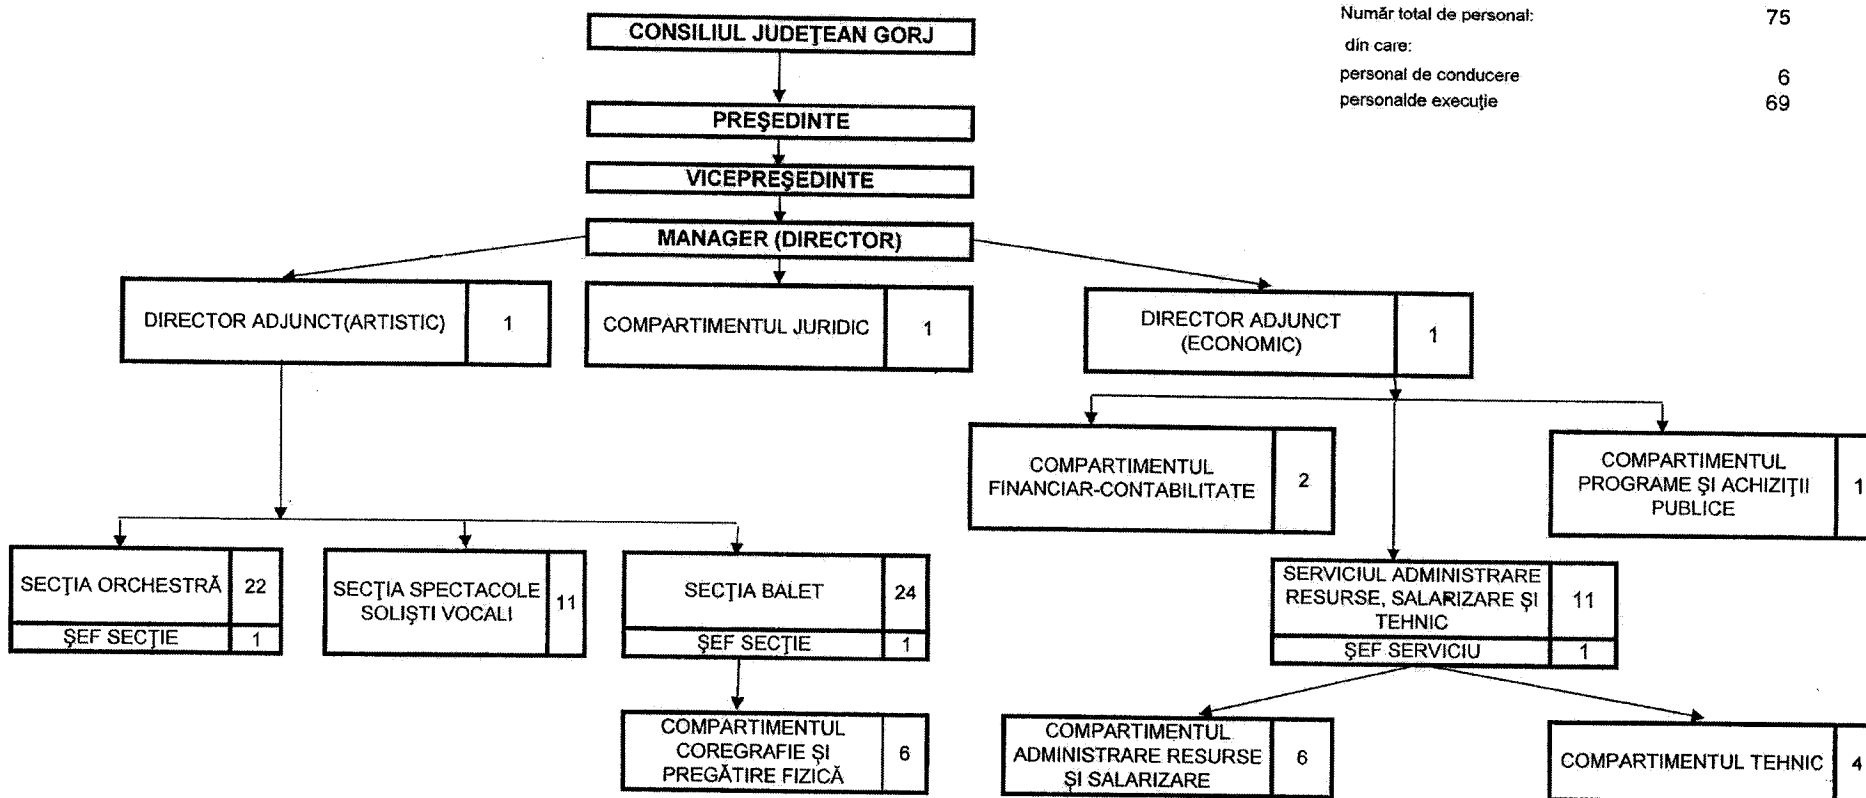 Număr total de personal: 75
din care:
personal de conducere 6
personalde execuţie 69
CONSILIUL JUDEŢEAN GORJ
PREŞEDINTE
VICEPREŞEDINTE
MANAGER (DIRECTOR)
DIRECTOR ADJUNCT(ARTISTIC) 1
COMPARTIMENTUL JURIDIC 1
DIRECTOR ADJUNCT
(ECONOMIC)
1
COMPARTIMENTUL
FINANCIAR-CONTABILITATE
2
COMPARTIMENTUL
PROGRAME ŞI ACHIZIŢII
PUBLICE
1
SECŢIA ORCHESTRĂ 22
ŞEF SECŢIE 1
SECŢIA SPECTACOLE
SOLIŞTI VOCALI
11
SECŢIA BALET 24
ŞEF SECŢIE 1
SERVICIUL ADMINISTRARE
RESURSE, SALARIZARE ŞI
TEHNIC
11
ŞEF SERVICIU 1
COMPARTIMENTUL
COREGRAFIE ŞI
PREGĂTIRE FIZICĂ
6
COMPARTIMENTUL
ADMINISTRARE RESURSE
ŞI SALARIZARE
6
COMPARTIMENTUL TEHNIC 4